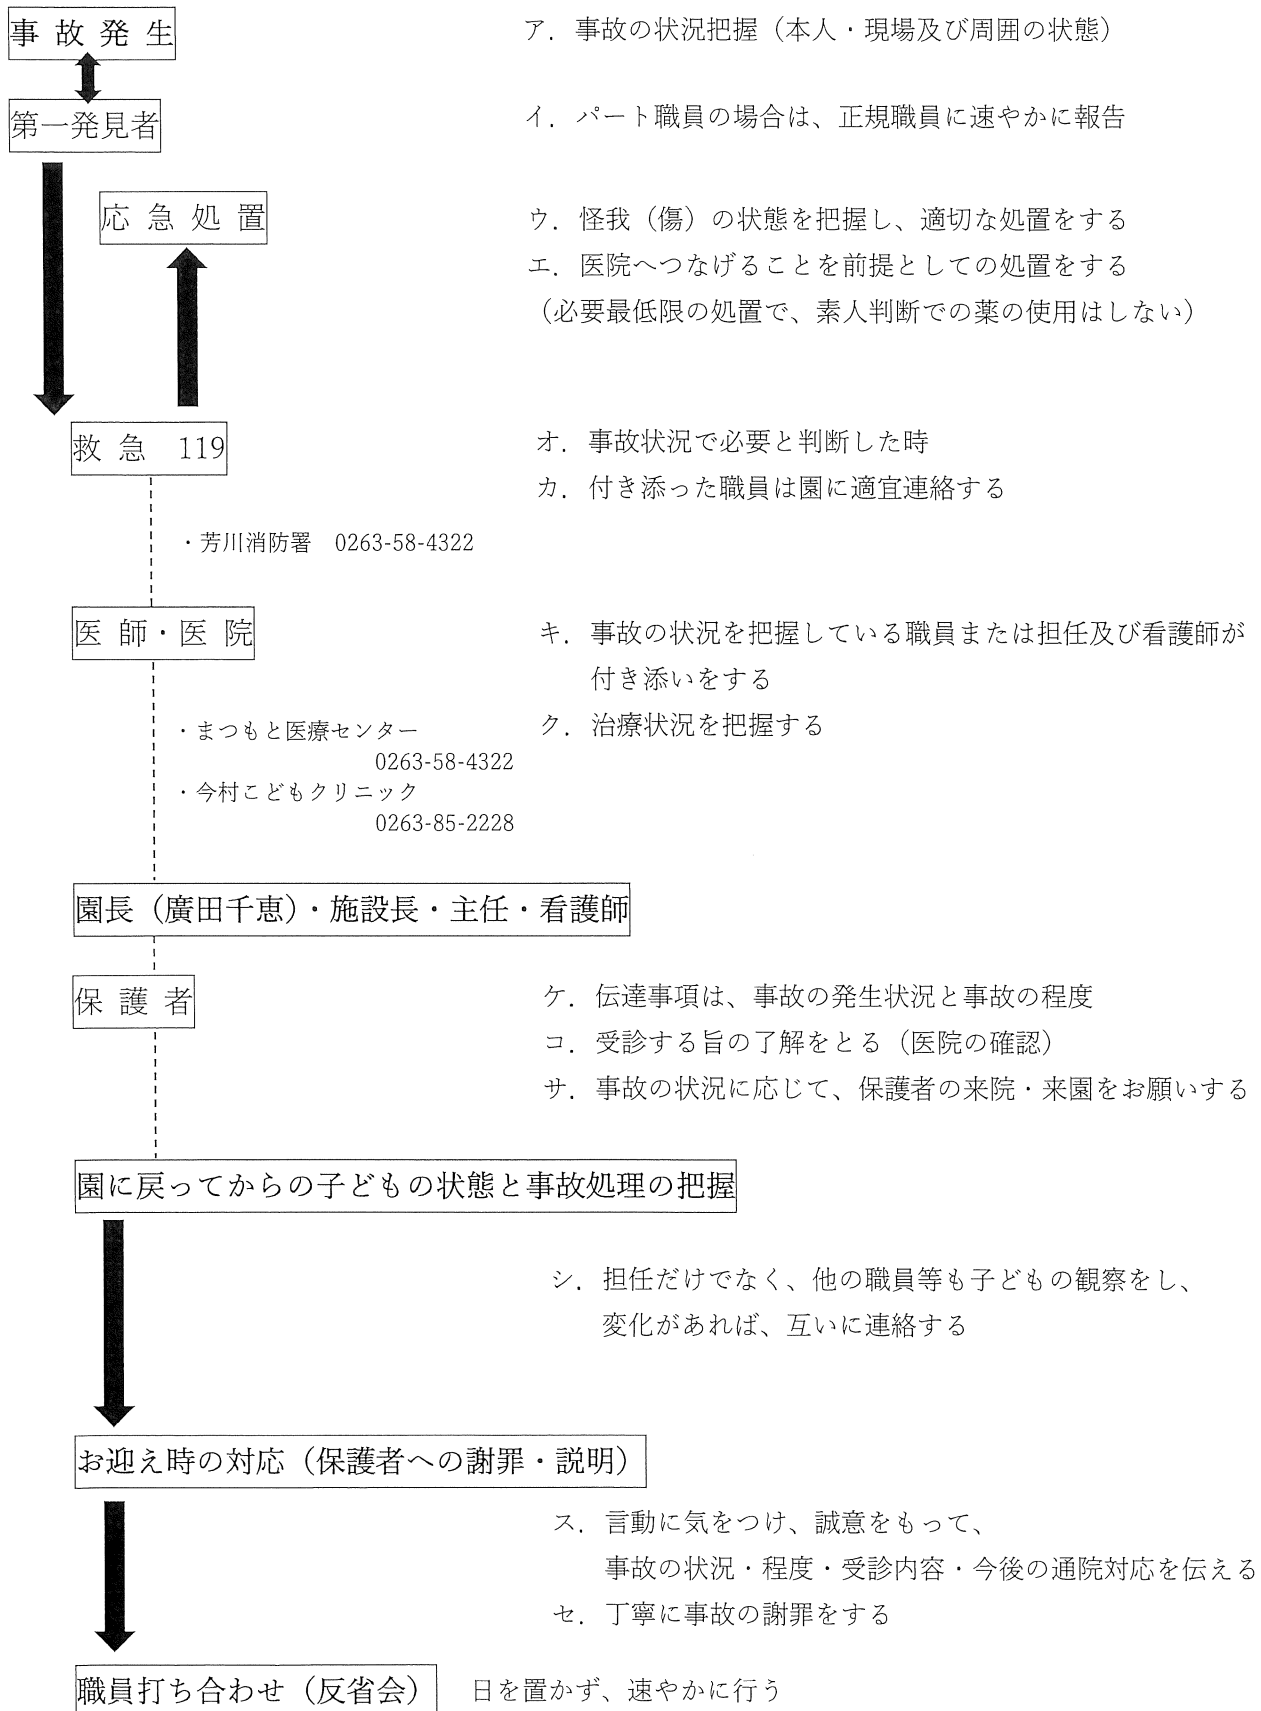 事 故 発 生
ア．事故の状況把握（本人・現場及び周囲の状態）
第一発見者
イ．パート職員の場合は、正規職員に速やかに報告
応 急 処 置
ウ．怪我（傷）の状態を把握し、適切な処置をする
エ．医院へつなげることを前提としての処置をする
（必要最低限の処置で、素人判断での薬の使用はしない）
救 急　119
オ．事故状況で必要と判断した時
カ．付き添った職員は園に適宜連絡する
・芳川消防署　0263-58-4322
医 師・医 院
キ．事故の状況を把握している職員または担任及び看護師が
付き添いをする
ク．治療状況を把握する
・まつもと医療センター
0263-58-4322
・今村こどもクリニック
0263-85-2228
園長（廣田千恵）・施設長・主任・看護師
保 護 者
ケ．伝達事項は、事故の発生状況と事故の程度
コ．受診する旨の了解をとる（医院の確認）
サ．事故の状況に応じて、保護者の来院・来園をお願いする
園に戻ってからの子どもの状態と事故処理の把握
シ．担任だけでなく、他の職員等も子どもの観察をし、
変化があれば、互いに連絡する
お迎え時の対応（保護者への謝罪・説明）
ス．言動に気をつけ、誠意をもって、
事故の状況・程度・受診内容・今後の通院対応を伝える
セ．丁寧に事故の謝罪をする
職員打ち合わせ（反省会）　日を置かず、速やかに行う